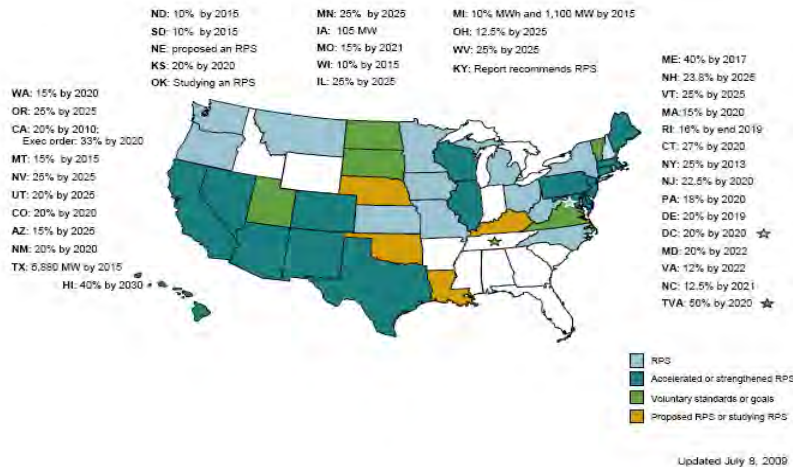 ND: 10% by 2015
SD: 10% by 2015
NE: proposed an RPS
KS: 20% by 2020
OK: Studying an RPS
MN: 25% by 2025
IA: 105 MW
MO: 15% by 2021
WI: 10% by 2015
IL: 25% by 2025
MI: 10% MWh and 1,100 MW by 2015
OH: 12.5% by 2025
WV: 25% by 2025
KY: Report recommends RPS
WA: 15% by 2020
OR: 25% by 2025
CA: 20% by 2010;
Exec order: 33% by 2020
MT: 15% by 2015
NV: 25% by 2025
UT: 20% by 2025
CO: 20% by 2020
AZ: 15% by 2025
NM: 20% by 2020
TX: 5,880 MW by 2015
HI: 40% by 2030
ME: 40% by 2017
NH: 23.8% by 2025
VT: 25% by 2025
MA:15% by 2020
RI: 16% by end 2019
CT: 27% by 2020
NY: 25% by 2013
NJ: 22.5% by 2020
PA: 18% by 2020
DE: 20% by 2019
DC: 20% by 2020
MD: 20% by 2022
VA: 12% by 2022
NC: 12.5% by 2021
TVA: 50% by 2020
RPS
Accelerated or strengthened RPS
Voluntary standards or goals
Proposed RPS or studying RPS
Updated July 8, 2009